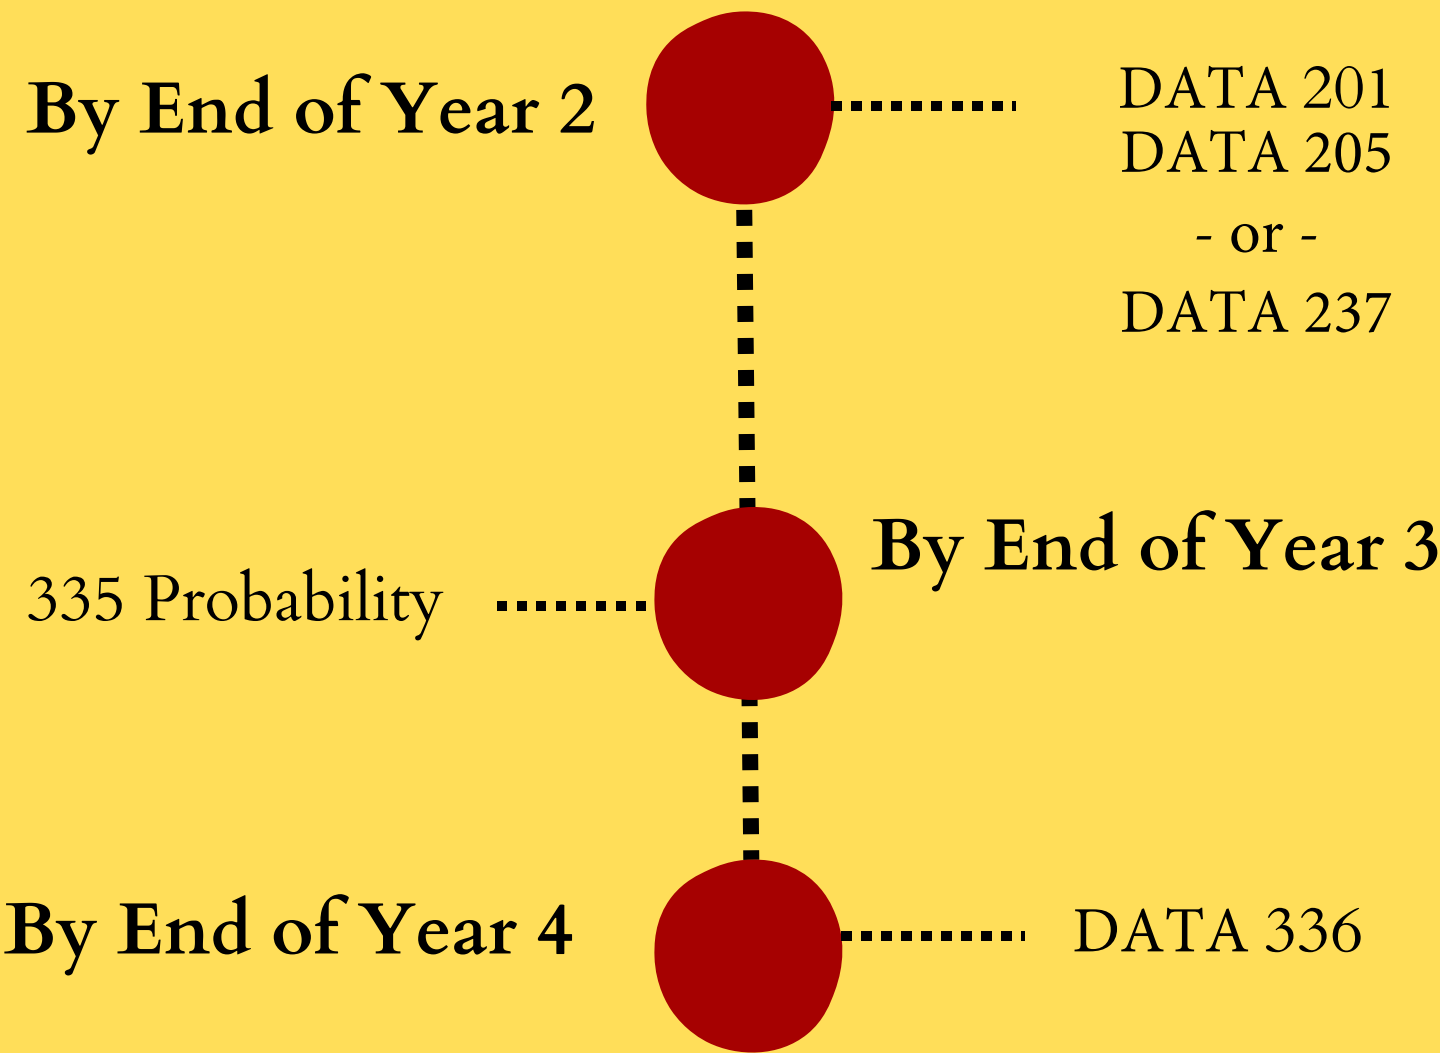 By End of Year 2
DATA 201
DATA 205
- or -
DATA 237
By End of Year 3
335 Probability
By End of Year 4
DATA 336